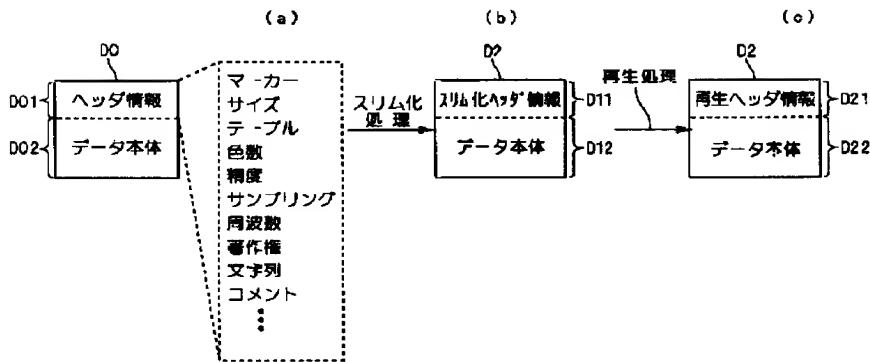 (a)
(b)
(c)
D0
D2
D2
D01
ヘッダ情報
D02
データ本体
マーカー
サイズ
テーブル
色数
精度
サンプリング
周波数
著作権
文字列
コメント
スリム化
処理
スリム化ヘッダ情報
D11
データ本体
D12
再生処理
再生ヘッダ情報
D21
データ本体
D22